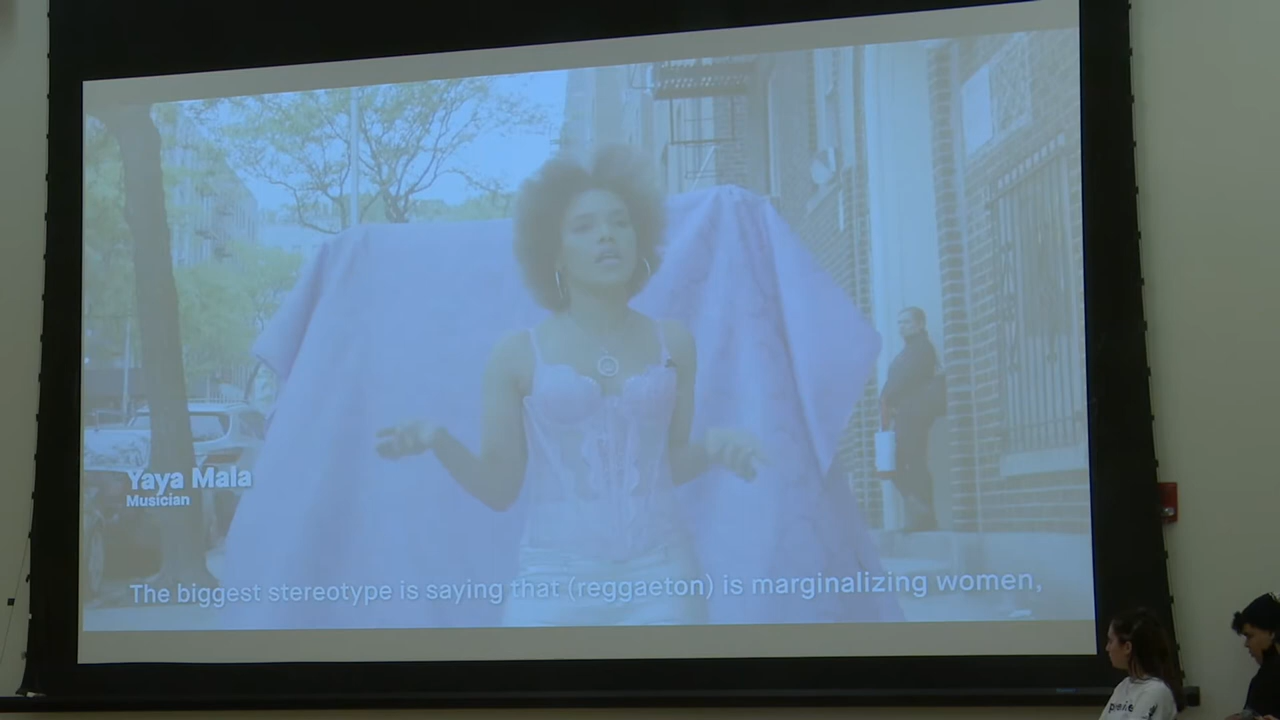 Yaya Mala
Musician
The biggest stereotype is saying that (reggaeton) is marginalizing women,